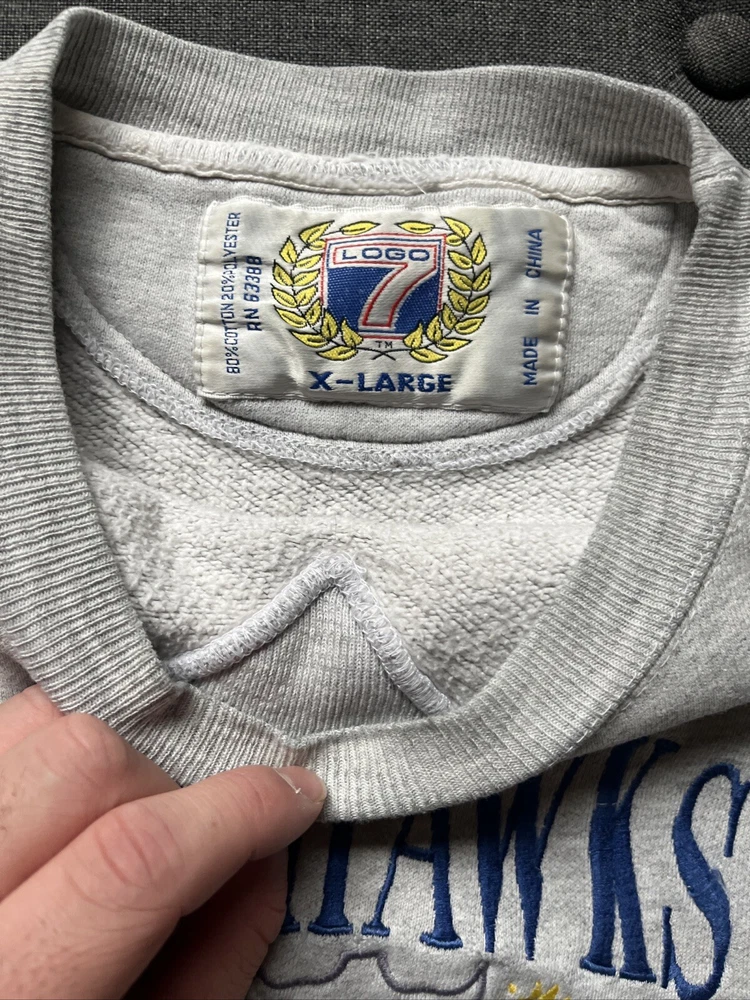 80%COTTON 20%POLYESTER
RN 63388
LOGO
7
TM
X-LARGE
MADE IN CHINA
HAWKS